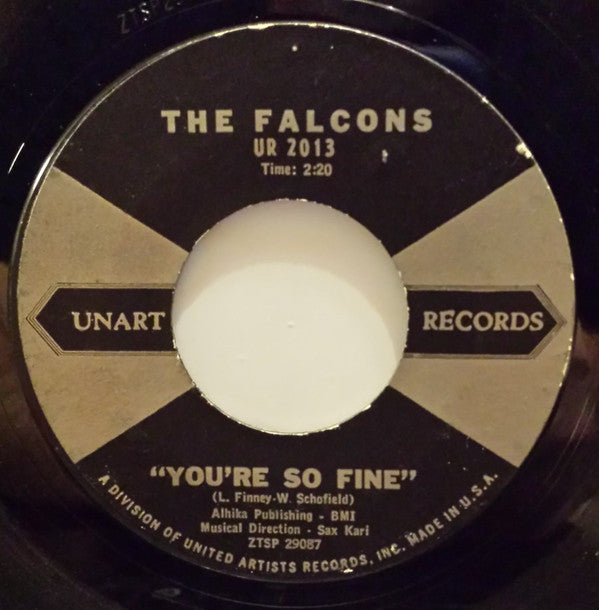 ZTSP29
THE FALCONS
UR 2013
Time: 2:20
UNART RECORDS
"YOU'RE SO FINE"
(L. Finney-W. Schofield)
Alhika Publishing - BMI
Musical Direction - Sax Kari
ZTSP 29087
A DIVISION OF UNITED ARTISTS RECORDS, INC. MADE IN U.S.A.